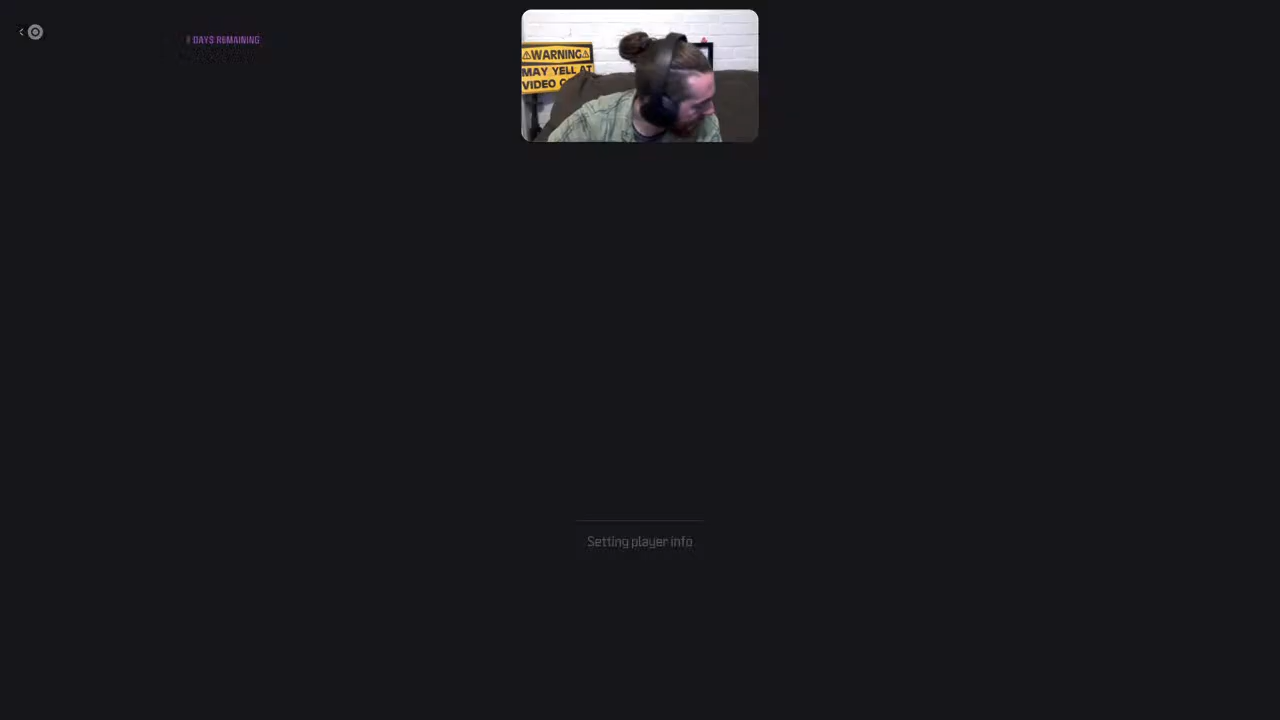 DAYS REMAINING
WARNING
MAY YELL AT
VIDEO
Setting player info